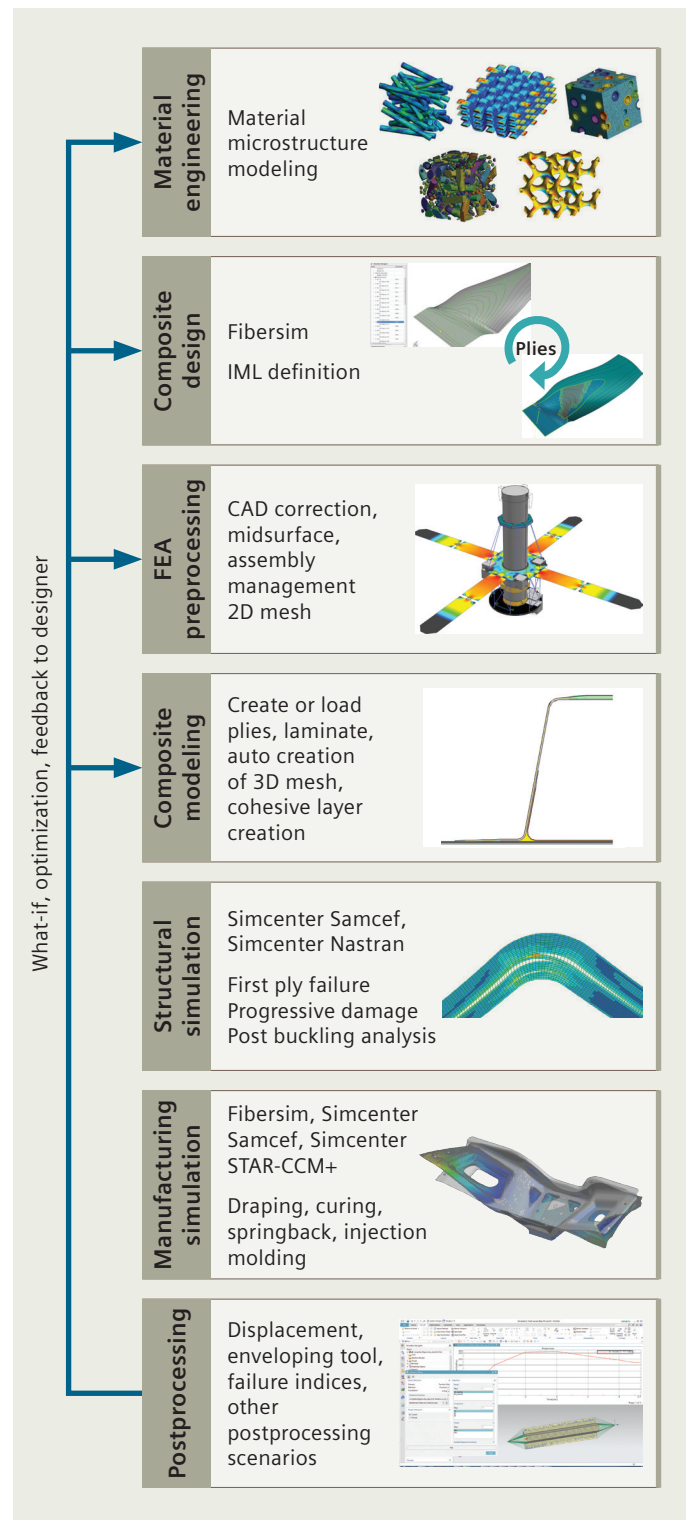 What-if, optimization, feedback to designer
Material
engineering
Material
microstructure
modeling
Composite
design
Fibersim
IML definition
Plies
FEA
preprocessing
CAD correction,
midsurface,
assembly
management
2D mesh
Composite
modeling
Create or load
plies, laminate,
auto creation
of 3D mesh,
cohesive layer
creation
Structural
simulation
Simcenter Samcef,
Simcenter Nastran
First ply failure
Progressive damage
Post buckling analysis
Manufacturing
simulation
Fibersim, Simcenter
Samcef, Simcenter
STAR-CCM+
Draping, curing,
springback, injection
molding
Postprocessing
Displacement,
enveloping tool,
failure indices,
other
postprocessing
scenarios